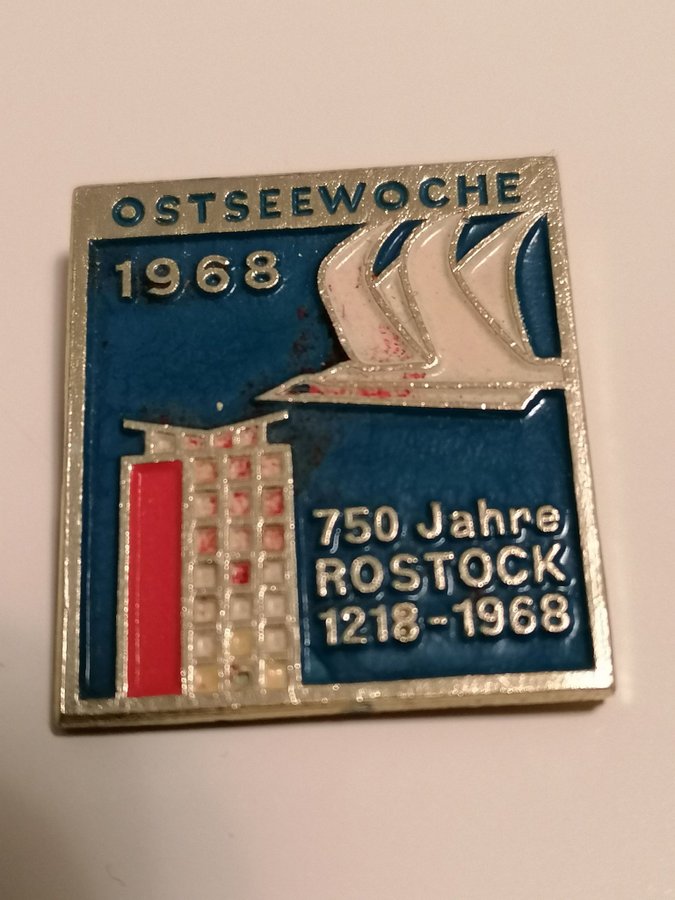 OSTSEEWOCHE
1968
750 Jahre
ROSTOCK
1218-1968